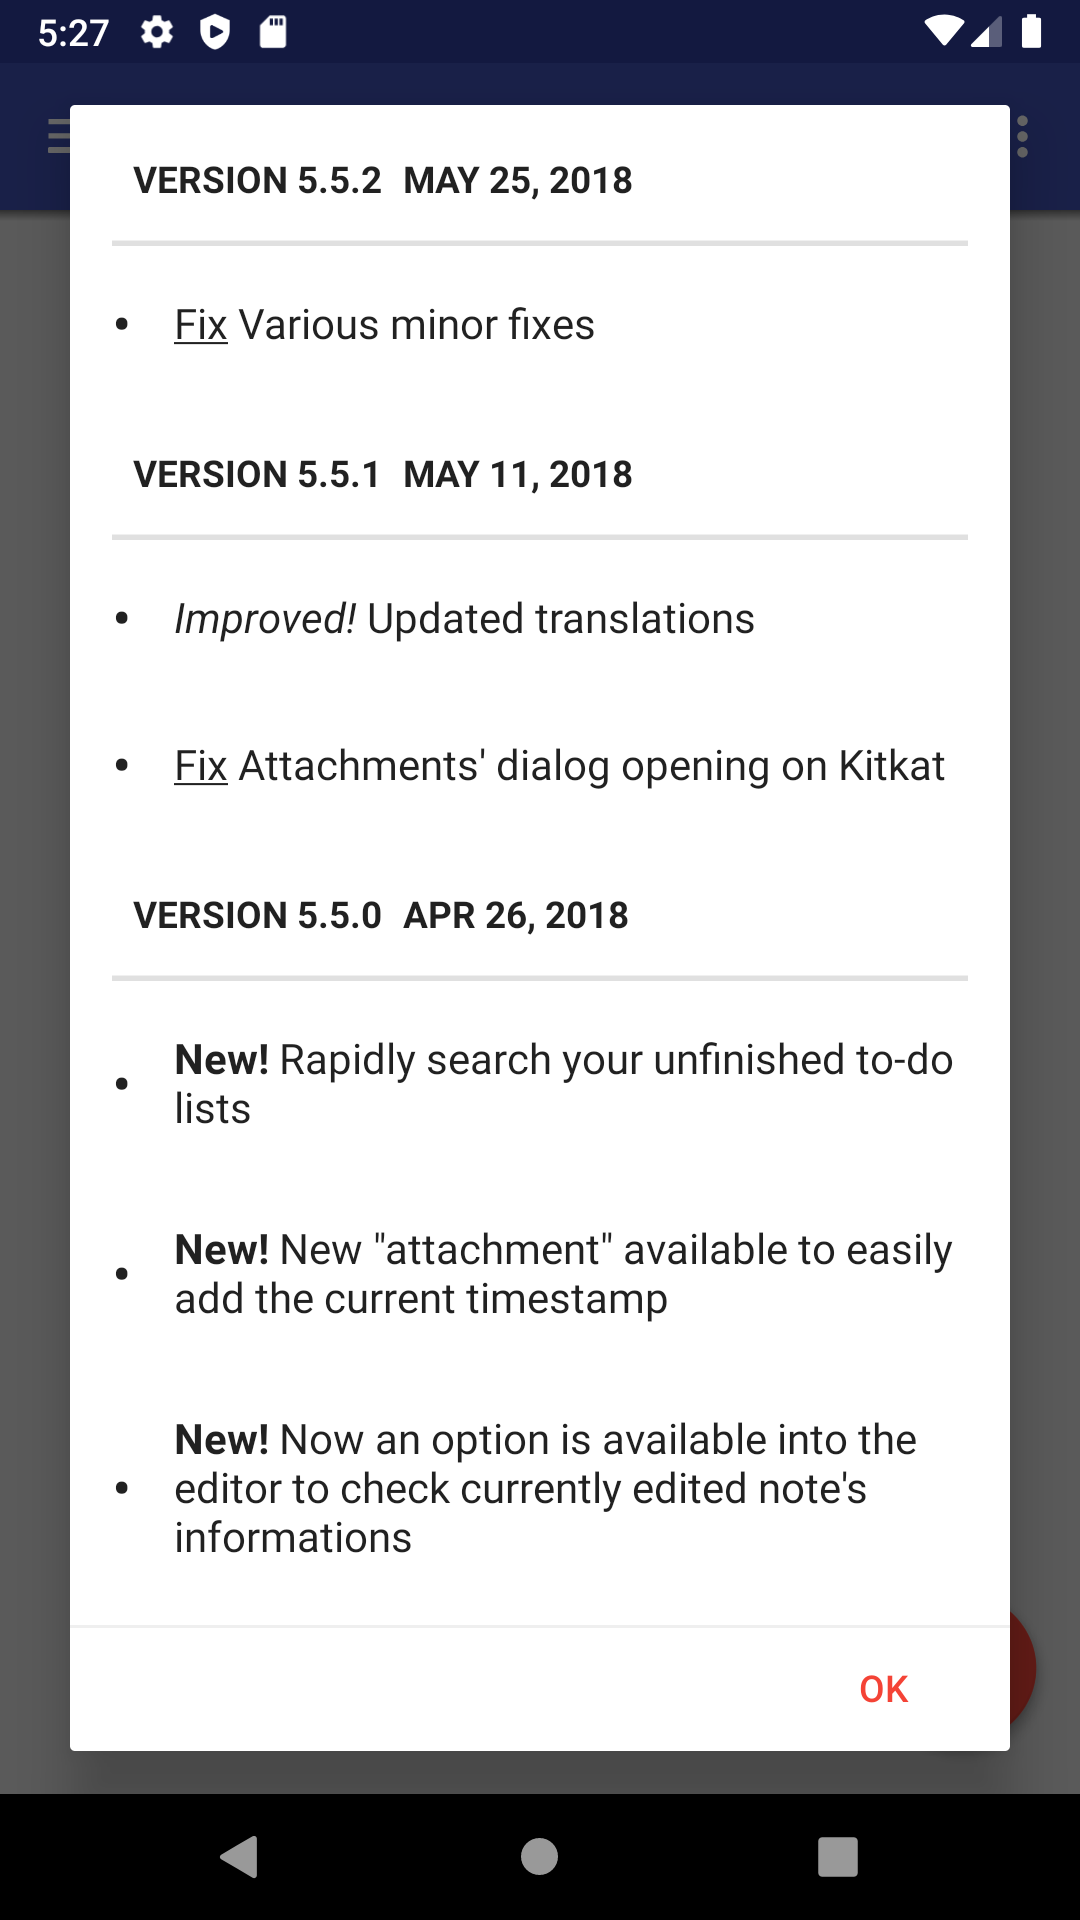 5:27
VERSION 5.5.2 MAY 25, 2018
• Fix Various minor fixes
VERSION 5.5.1 MAY 11, 2018
• Improved! Updated translations
• Fix Attachments' dialog opening on Kitkat
VERSION 5.5.0 APR 26, 2018
• New! Rapidly search your unfinished to-do
lists
• New! New "attachment" available to easily
add the current timestamp
• New! Now an option is available into the
editor to check currently edited note's
informations
OK